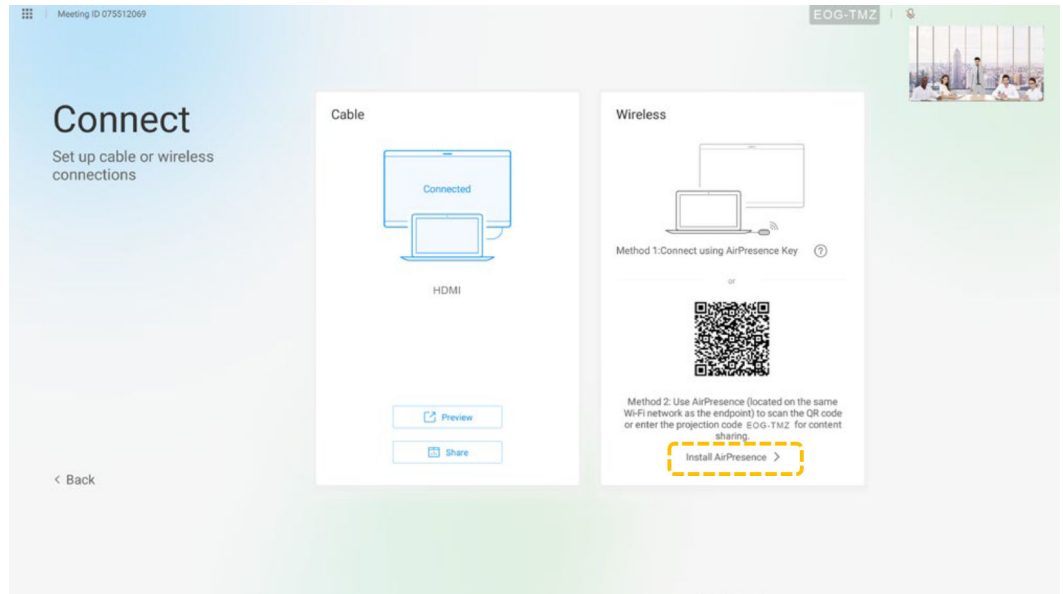 Meeting ID 075512069
EOG-TMZ
Connect
Set up cable or wireless
connections
Cable
Connected
HDMI
Preview
Share
Wireless
Method 1:Connect using AirPresence Key ?
or
Method 2: Use AirPresence (located on the same
Wi-Fi network as the endpoint) to scan the QR code
or enter the projection code EOG-TMZ for content
sharing.
Install AirPresence >
< Back